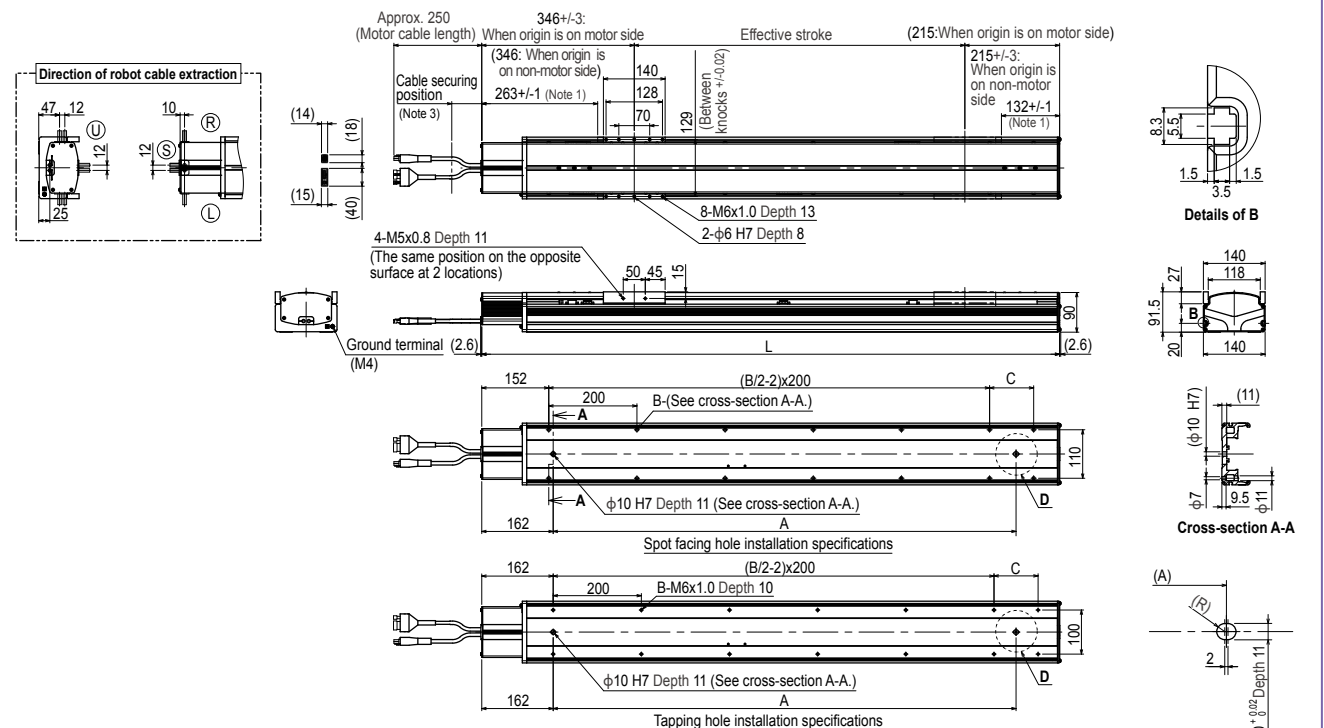 Approx. 250
(Motor cable length)
346+/-3:
When origin is on motor side
(346: When origin is
on non-motor side)
Effective stroke
(215:When origin is on motor side)
215+/-3:
When origin is
on non-motor
side
132+/-1
(Note 1)
Direction of robot cable extraction
47
12
U
12
25
10
R
12
S
L
Cable securing
position
(Note 3)
263+/-1 (Note 1)
140
128
70
129
(Between
knocks +/-0.02)
(14)
(18)
(15)
(40)
8-M6x1.0 Depth 13
2-φ6 H7 Depth 8
8.3
5.5
1.5
3.5
1.5
Details of B
4-M5x0.8 Depth 11
(The same position on the opposite
surface at 2 locations)
50
45
15
90
Ground terminal
(M4)
(2.6)
L
(2.6)
140
118
27
91.5
B
20
140
152
(B/2-2)x200
C
200
B-(See cross-section A-A.)
A
A
110
φ10 H7 Depth 11 (See cross-section A-A.)
D
162
A
Spot facing hole installation specifications
(11)
(φ10 H7)
φ7
9.5
φ11
Cross-section A-A
162
(B/2-2)x200
C
200
B-M6x1.0 Depth 10
100
φ10 H7 Depth 11 (See cross-section A-A.)
D
162
A
Tapping hole installation specifications
(A)
(R)
2
+ 0.02
0
Depth 11